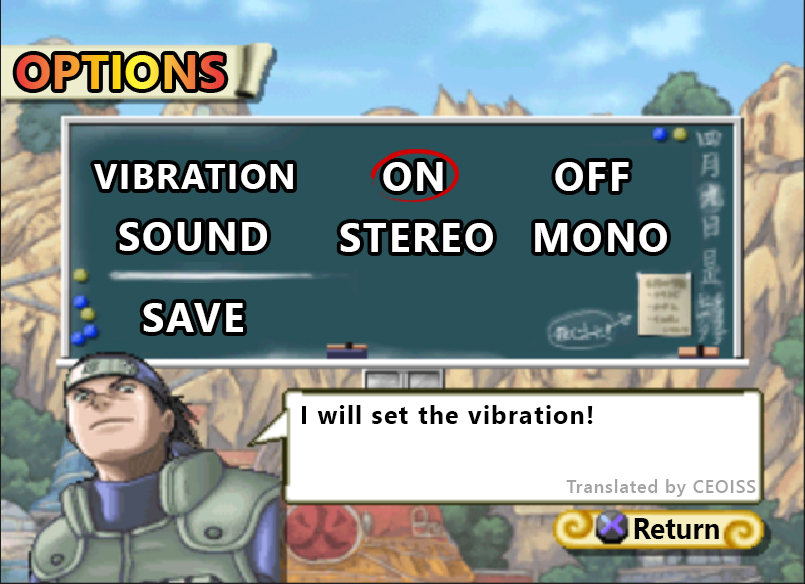 OPTIONS
VIBRATION ON OFF
SOUND STEREO MONO
SAVE
I will set the vibration!
Translated by CEOISS
Return